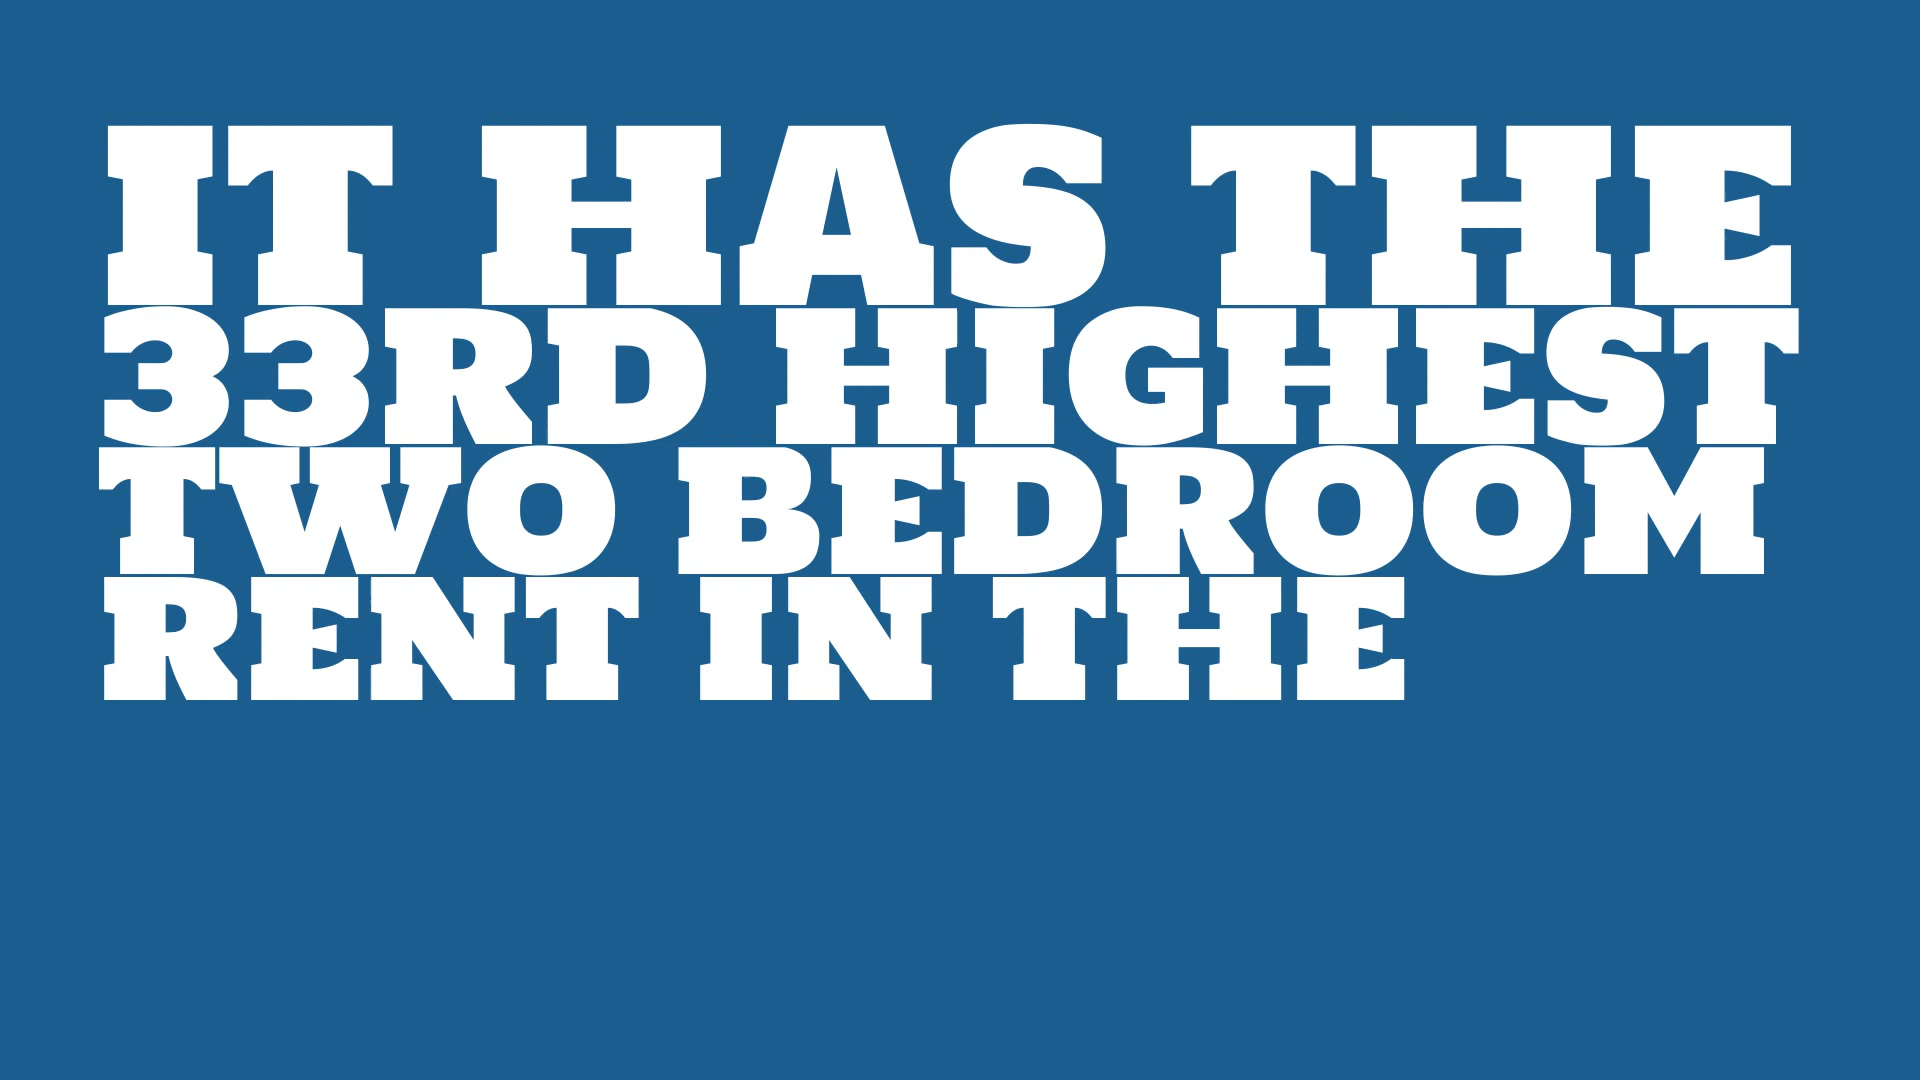 IT HAS THE
33RD HIGHEST
TWO BEDROOM
RENT IN THE